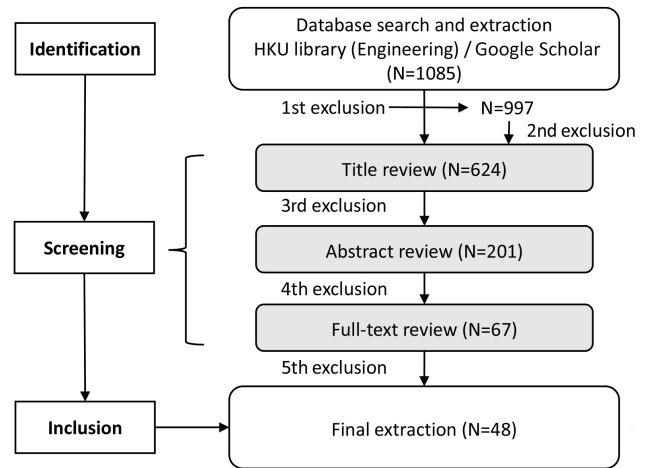 Identification
Database search and extraction
HKU library (Engineering) / Google Scholar
(N=1085)
1st exclusion
N=997
2nd exclusion
Title review (N=624)
3rd exclusion
Screening
Abstract review (N=201)
4th exclusion
Full-text review (N=67)
5th exclusion
Inclusion
Final extraction (N=48)